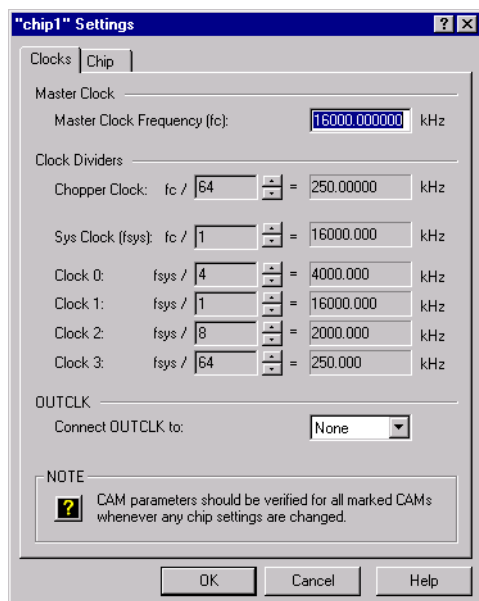 "chip1" Settings
Clocks Chip
Master Clock
Master Clock Frequency (fc): 16000.000000 kHz
Clock Dividers
Chopper Clock: fc / 64 = 250.00000 kHz
Sys Clock (fsys): fc / 1 = 16000.000 kHz
Clock 0: fsys / 4 = 4000.000 kHz
Clock 1: fsys / 1 = 16000.000 kHz
Clock 2: fsys / 8 = 2000.000 kHz
Clock 3: fsys / 64 = 250.000 kHz
OUTCLK
Connect OUTCLK to: None
NOTE
CAM parameters should be verified for all marked CAMs
whenever any chip settings are changed.
OK Cancel Help